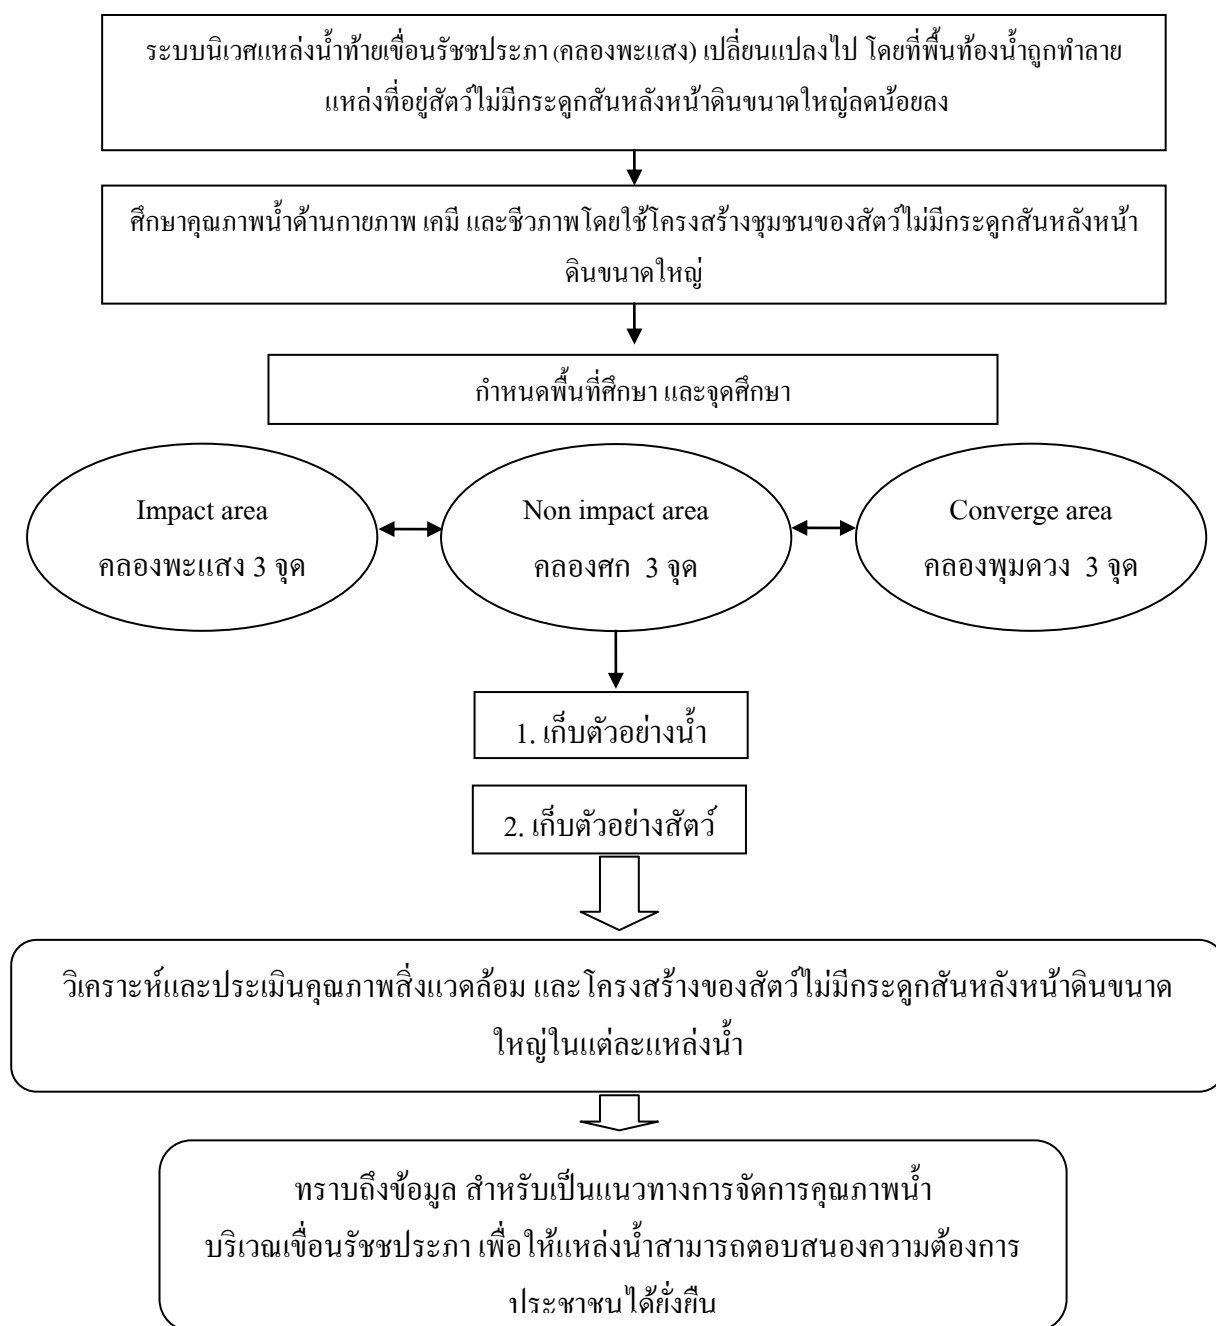 ระบบนิเวศแหล่งน้ำท้ายเขื่อนรัชชประภา (คลองพะแสง) เปลี่ยนแปลงไป โดยที่พื้นท้องน้ำถูกทำลาย
แหล่งที่อยู่สัตว์ไม่มีกระดูกสันหลังหน้าดินขนาดใหญ่ลดน้อยลง
ศึกษาคุณภาพน้ำด้านกายภาพ เคมี และชีวภาพโดยใช้โครงสร้างชุมชนของสัตว์ไม่มีกระดูกสันหลังหน้า
ดินขนาดใหญ่
กำหนดพื้นที่ศึกษา และจุดศึกษา
Impact area
คลองพะแสง 3 จุด
Non impact area
คลองศก 3 จุด
Converge area
คลองพุมดวง 3 จุด
1. เก็บตัวอย่างน้ำ
2. เก็บตัวอย่างสัตว์
วิเคราะห์และประเมินคุณภาพสิ่งแวดล้อม และโครงสร้างของสัตว์ไม่มีกระดูกสันหลังหน้าดินขนาด
ใหญ่ในแต่ละแหล่งน้ำ
ทราบถึงข้อมูล สำหรับเป็นแนวทางการจัดการคุณภาพน้ำ
บริเวณเขื่อนรัชชประภา เพื่อให้แหล่งน้ำสามารถตอบสนองความต้องการ
ประชาชนได้ยั่งยืน